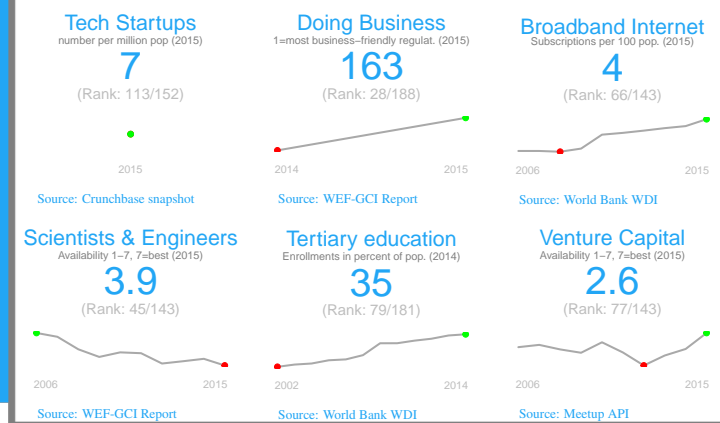 Tech Startups
number per million pop (2015)
7
(Rank: 113/152)
2015
Source: Crunchbase snapshot
Doing Business
1=most business−friendly regulat. (2015)
163
(Rank: 28/188)
2014 2015
Source: WEF-GCI Report
Broadband Internet
Subscriptions per 100 pop. (2015)
4
(Rank: 66/143)
2006 2015
Source: World Bank WDI
Scientists & Engineers
Availability 1−7, 7=best (2015)
3.9
(Rank: 45/143)
2006 2015
Source: WEF-GCI Report
Tertiary education
Enrollments in percent of pop. (2014)
35
(Rank: 79/181)
2002 2014
Source: World Bank WDI
Venture Capital
Availability 1−7, 7=best (2015)
2.6
(Rank: 77/143)
2006 2015
Source: Meetup API